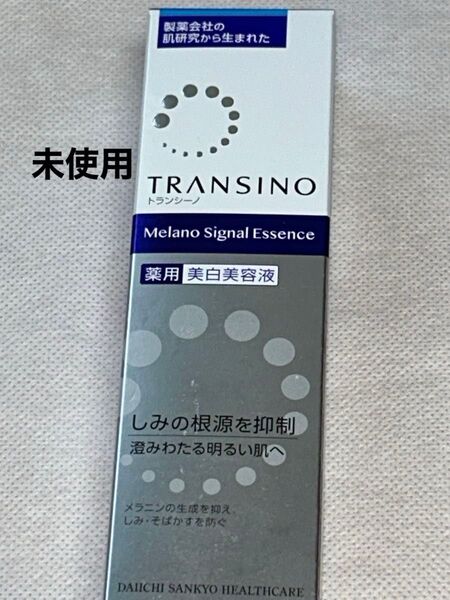 製薬会社の
肌研究から生まれた
未使用
TRANSINO
トランシーノ
Melano Signal Essence
薬用 美白美容液
しみの根源を抑制
澄みわたる明るい肌へ
メラニンの生成を抑え、
しみ・そばかすを防ぐ
DAIICHI SANKYO HEALTHCARE